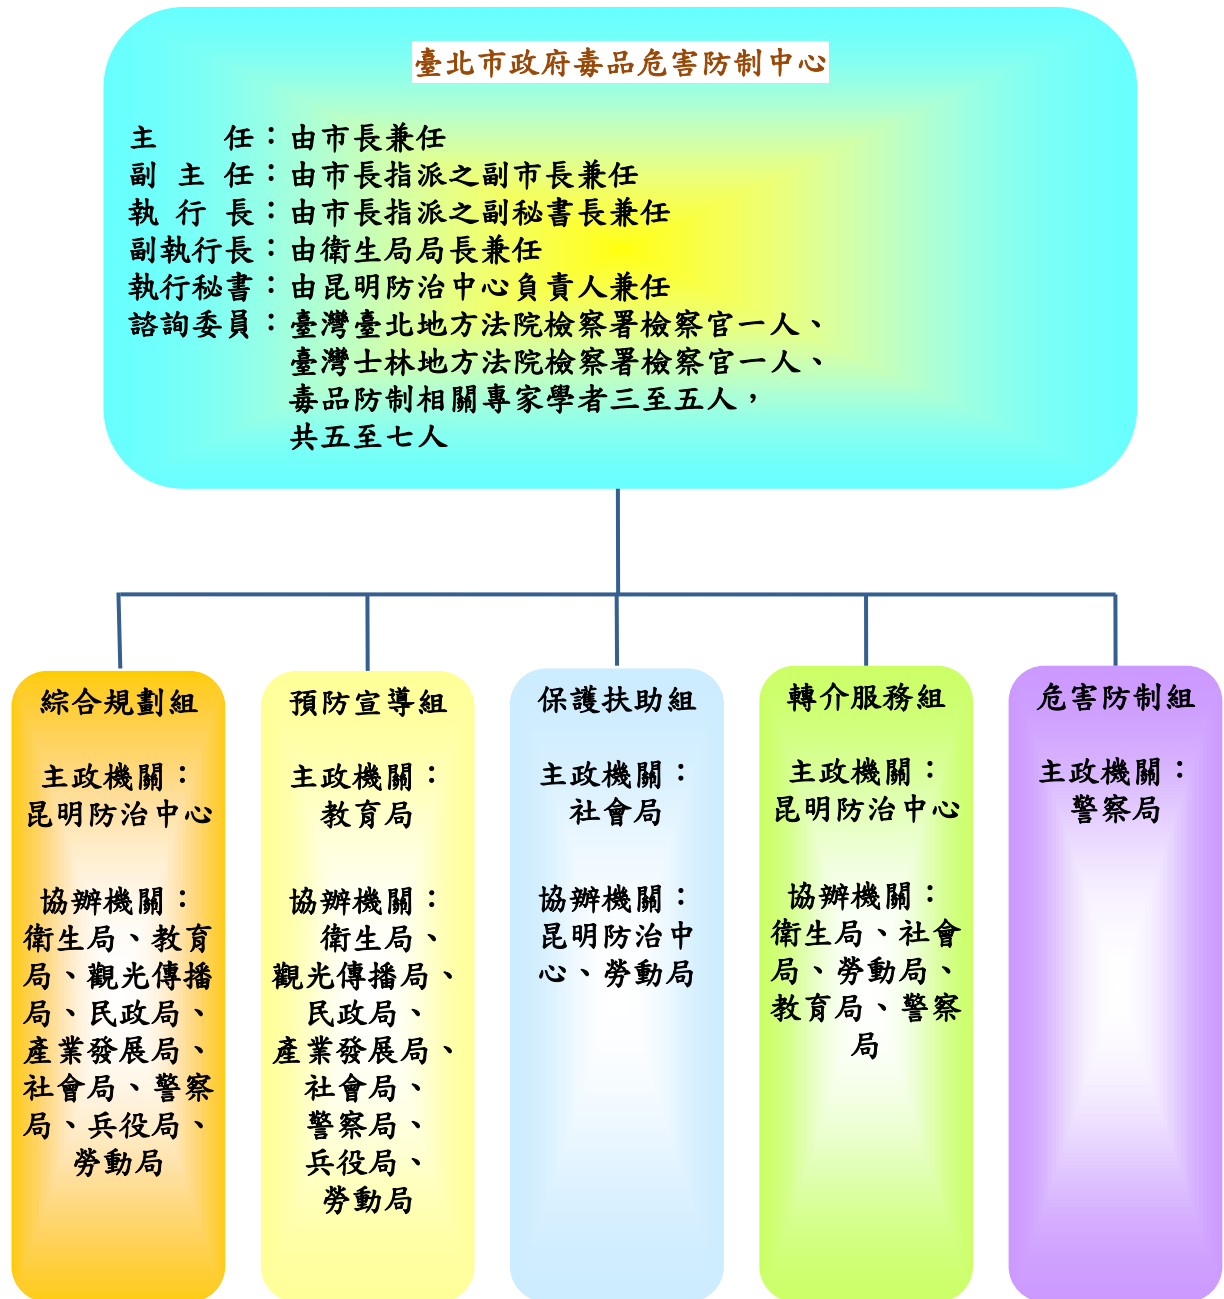 臺北市政府毒品危害防制中心
主　　任：由市長兼任
副 主 任：由市長指派之副市長兼任
執 行 長：由市長指派之副秘書長兼任
副執行長：由衛生局局長兼任
執行秘書：由昆明防治中心負責人兼任
諮詢委員：臺灣臺北地方法院檢察署檢察官一人、
臺灣士林地方法院檢察署檢察官一人、
毒品防制相關專家學者三至五人，
共五至七人
綜合規劃組
主政機關：
昆明防治中心
協辦機關：
衛生局、教育
局、觀光傳播
局、民政局、
產業發展局、
社會局、警察
局、兵役局、
勞動局
預防宣導組
主政機關：
教育局
協辦機關：
衛生局、
觀光傳播局、
民政局、
產業發展局、
社會局、
警察局、
兵役局、
勞動局
保護扶助組
主政機關：
社會局
協辦機關：
昆明防治中
心、勞動局
轉介服務組
主政機關：
昆明防治中心
協辦機關：
衛生局、社會
局、勞動局、
教育局、警察
局
危害防制組
主政機關：
警察局